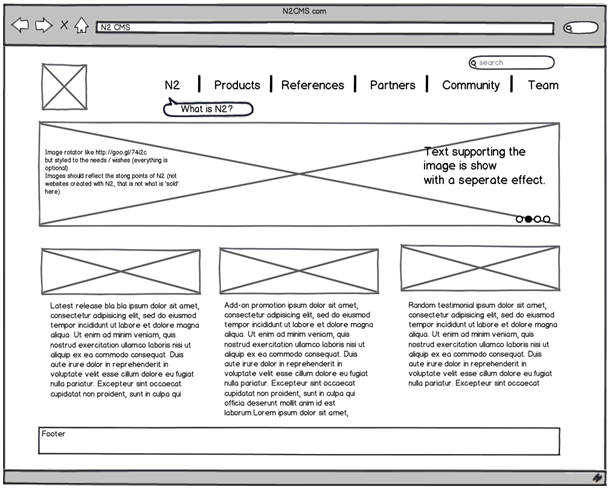 N2CMS.com
N2 CMS
search
N2 Products References Partners Community Team
What is N2?
Image rotator like http://goo.gl/74i2c
but styled to the needs / wishes (everything is
optional)
Images should reflect the stong points of N2 (not
websites created with N2, that is not what is 'sold'
here)
Text supporting the
image is show
with a seperate effect.
Latest release bla bla ipsum dolor sit amet,
consectetur adipisicing elit, sed do eiusmod
tempor incididunt ut labore et dolore magna
aliqua. Ut enim ad minim veniam, quis
nostrud exercitation ullamco laboris nisi ut
aliquip ex ea commodo consequat. Duis
aute irure dolor in reprehenderit in
voluptate velit esse cillum dolore eu fugiat
nulla pariatur. Excepteur sint occaecat
cupidatat non proident, sunt in culpa qui
Add-on promotion ipsum dolor sit amet,
consectetur adipisicing elit, sed do eiusmod
tempor incididunt ut labore et dolore magna
aliqua. Ut enim ad minim veniam, quis
nostrud exercitation ullamco laboris nisi ut
aliquip ex ea commodo consequat. Duis
aute irure dolor in reprehenderit in
voluptate velit esse cillum dolore eu fugiat
nulla pariatur. Excepteur sint occaecat
cupidatat non proident, sunt in culpa qui
officia deserunt mollit anim id est
laborum.Lorem ipsum dolor sit amet,
Random testimonial ipsum dolor sit amet,
consectetur adipisicing elit, sed do eiusmod
tempor incididunt ut labore et dolore magna
aliqua. Ut enim ad minim veniam, quis
nostrud exercitation ullamco laboris nisi ut
aliquip ex ea commodo consequat. Duis
aute irure dolor in reprehenderit in
voluptate velit esse cillum dolore eu fugiat
nulla pariatur. Excepteur sint occaecat
Footer